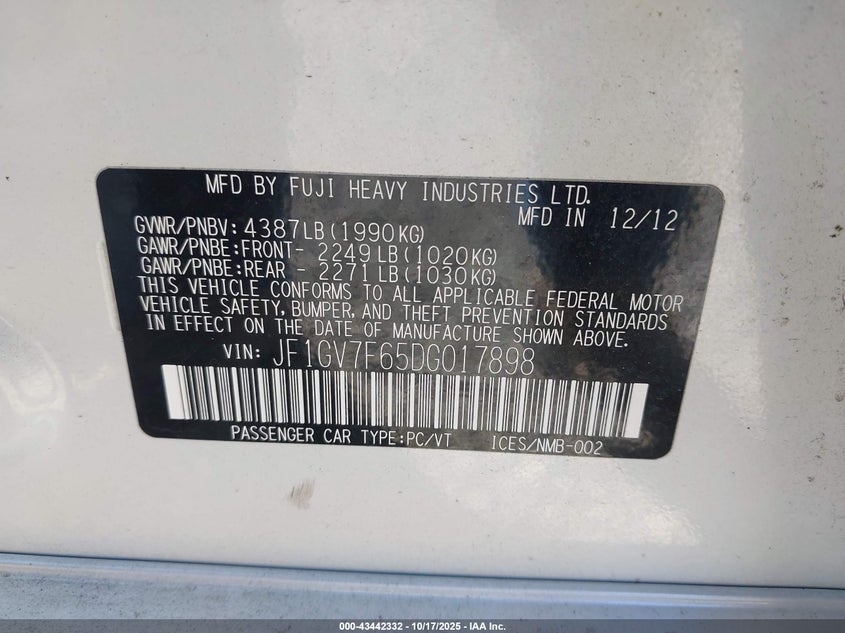 MFD BY FUJI HEAVY INDUSTRIES LTD.
MFD IN 12/12
GVWR/PNBV: 4387LB(1990KG)
GAWR/PNBE:FRONT- 2249LB(1020KG)
GAWR/PNBE:REAR - 2271LB(1030KG)
THIS VEHICLE CONFORMS TO ALL APPLICABLE FEDERAL MOTOR
VEHICLE SAFETY, BUMPER, AND THEFT PREVENTION STANDARDS
IN EFFECT ON THE DATE OF MANUFACTURE SHOWN ABOVE.
VIN: JF1GV7F65DG017898
PASSENGER CAR TYPE:PC/VT ICES/NMB-002
000-43442332 - 10/17/2025 - IAA Inc.